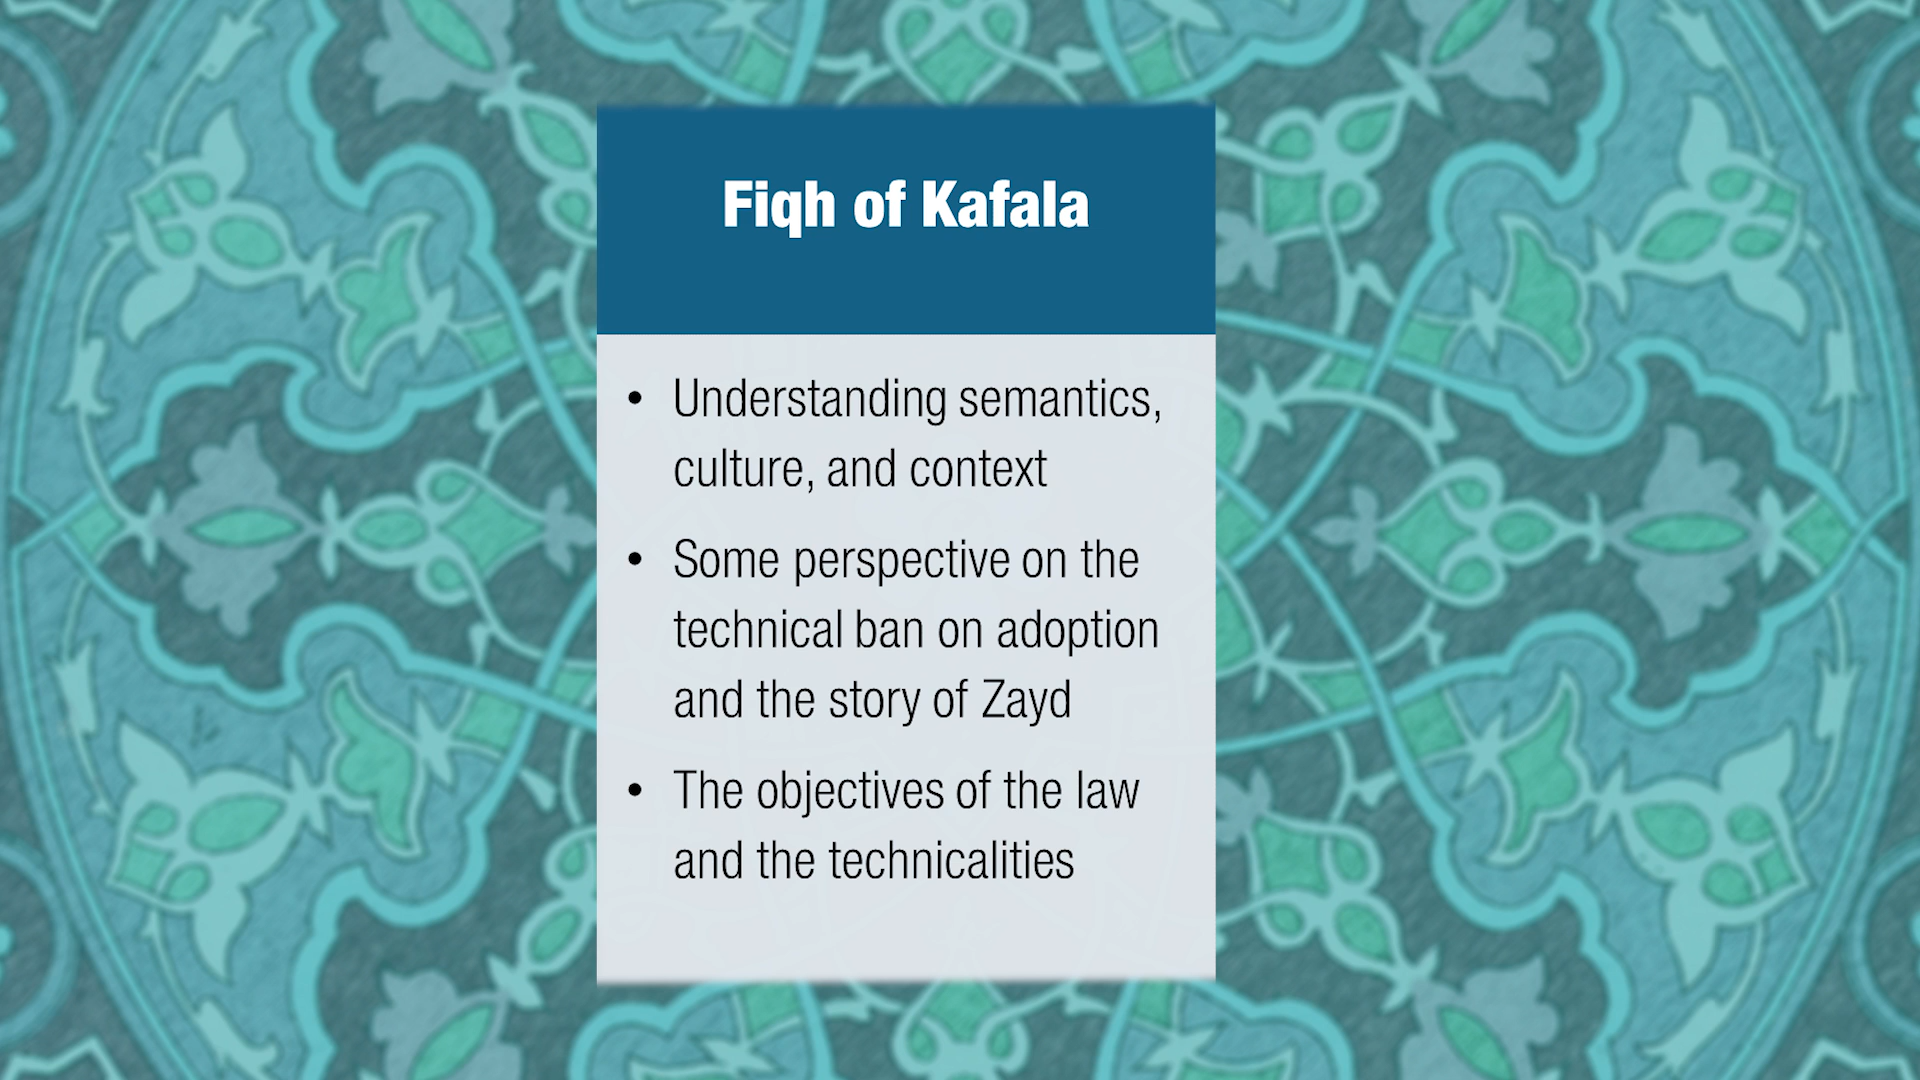 Fiqh of Kafala
• Understanding semantics,
culture, and context
• Some perspective on the
technical ban on adoption
and the story of Zayd
• The objectives of the law
and the technicalities